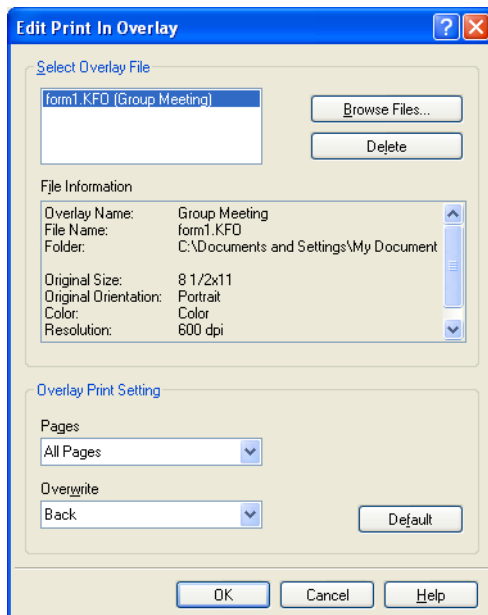 Edit Print In Overlay
Select Overlay File
form1.KFO (Group Meeting)
Browse Files...
Delete
File Information
Overlay Name: Group Meeting
File Name: form1.KFO
Folder: C:\Documents and Settings\My Document
Original Size: 8 1/2x11
Original Orientation: Portrait
Color: Color
Resolution: 600 dpi
Overlay Print Setting
Pages
All Pages
Overwrite
Back
Default
OK Cancel Help